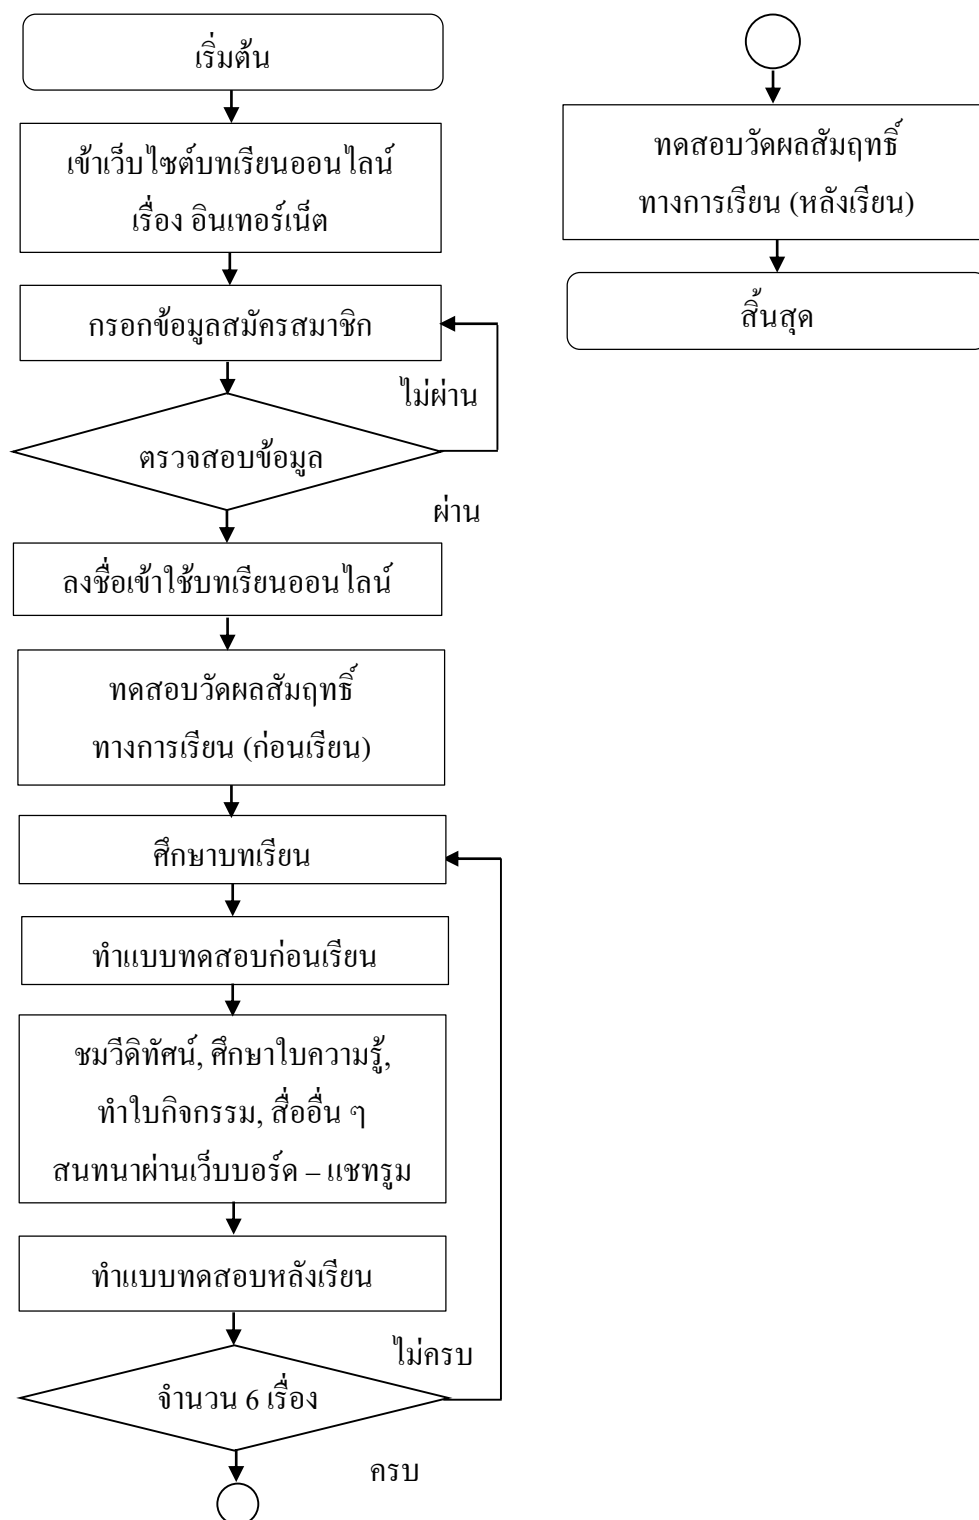 เริ่มต้น
เข้าเว็บไซต์บทเรียนออนไลน์
เรื่อง อินเทอร์เน็ต
กรอกข้อมูลสมัครสมาชิก
ไม่ผ่าน
ตรวจสอบข้อมูล
ผ่าน
ลงชื่อเข้าใช้บทเรียนออนไลน์
ทดสอบวัดผลสัมฤทธิ์
ทางการเรียน (ก่อนเรียน)
ศึกษาบทเรียน
ทำแบบทดสอบก่อนเรียน
ชมวีดิทัศน์, ศึกษาใบความรู้,
ทำใบกิจกรรม, สื่ออื่น ๆ
สนทนาผ่านเว็บบอร์ด – แชทรูม
ทำแบบทดสอบหลังเรียน
ไม่ครบ
จำนวน 6 เรื่อง
ครบ
ทดสอบวัดผลสัมฤทธิ์
ทางการเรียน (หลังเรียน)
สิ้นสุด